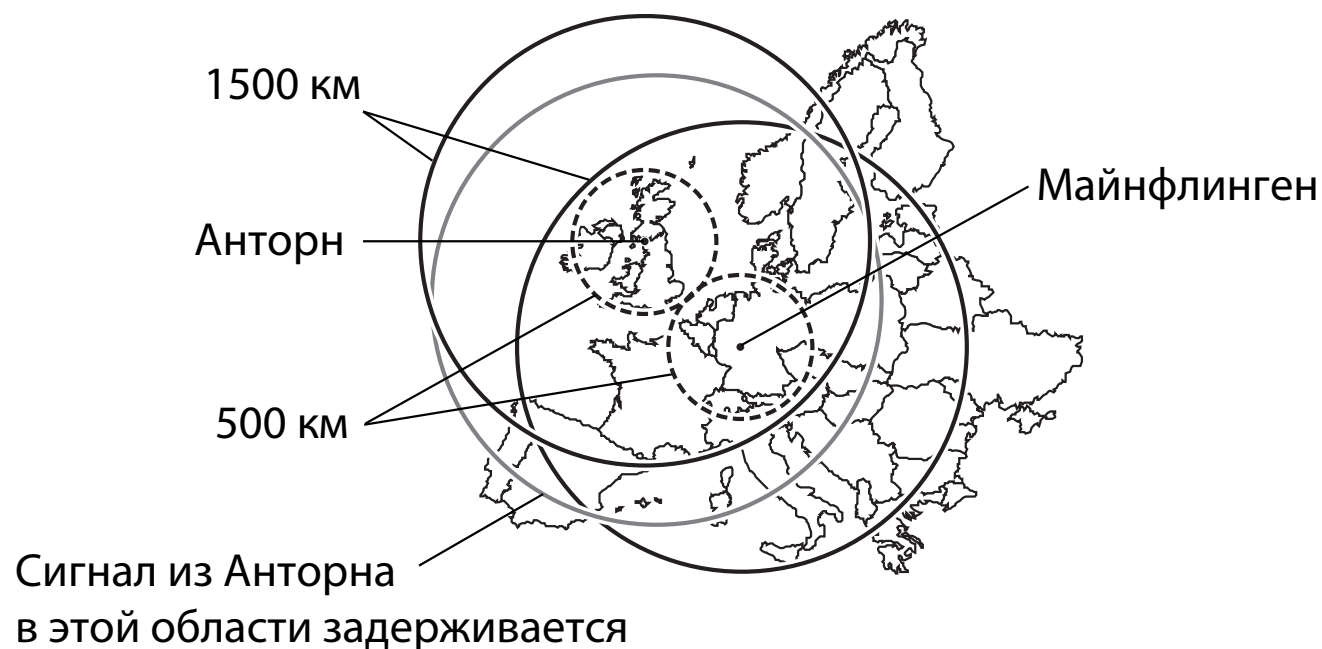 1500 км
Майнфлинген
Анторн
500 км
Сигнал из Анторна
в этой области задерживается